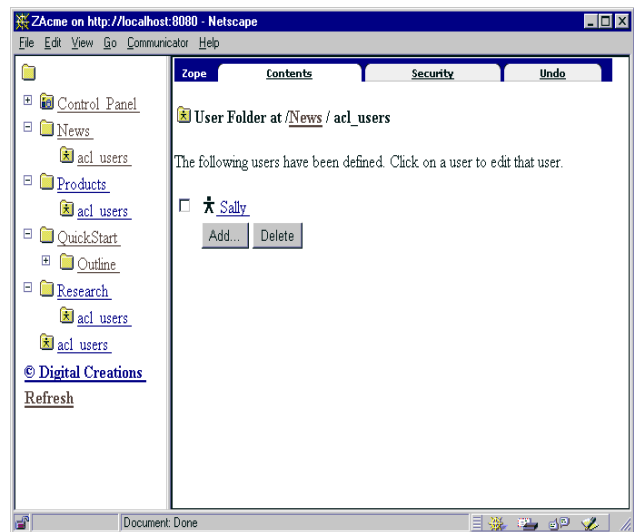 ZAcme on http://localhost:8080 - Netscape
File Edit View Go Communicator Help
Control Panel
News
acl users
Products
acl users
QuickStart
Outline
Research
acl users
acl users
© Digital Creations
Refresh
Zope Contents Security Undo
User Folder at /News / acl_users
The following users have been defined. Click on a user to edit that user.
Sally
Add... Delete
Document: Done